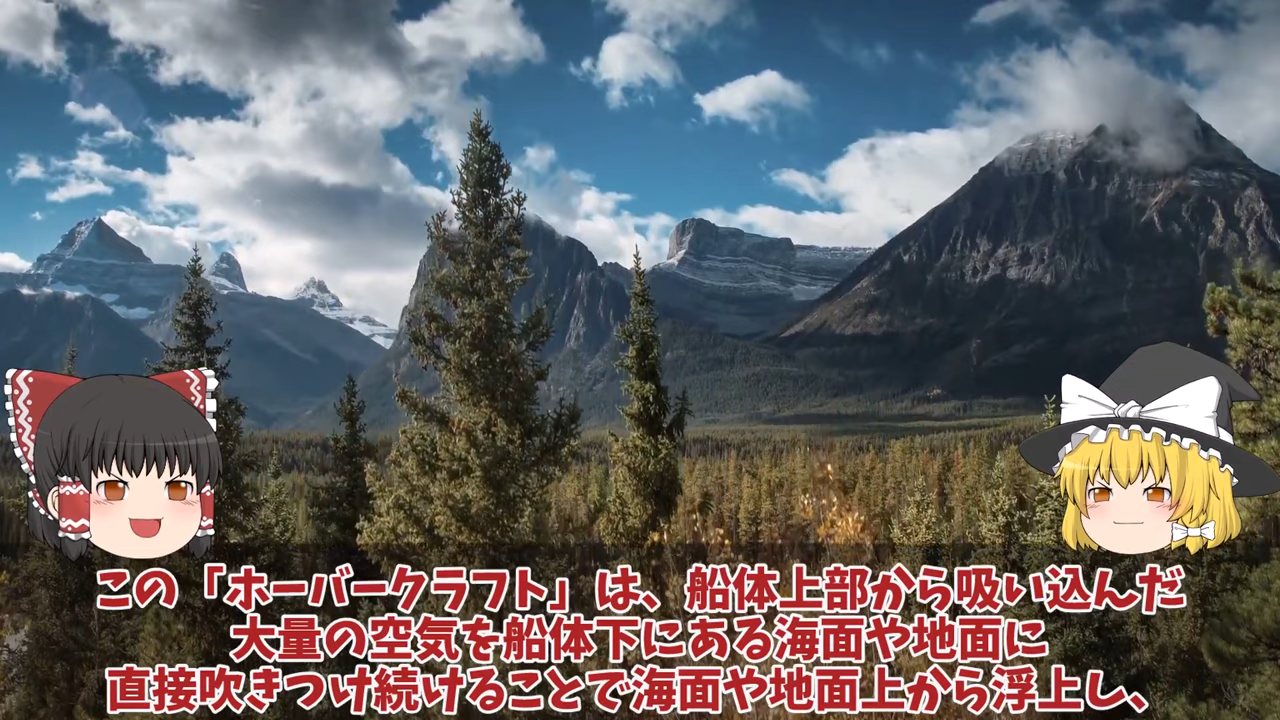 この「ホーバークラフト」は、船体上部から吸い込んだ
大量の空気を船体下にある海面や地面に
直接吹きつけ続けることで海面や地面上から浮上し、